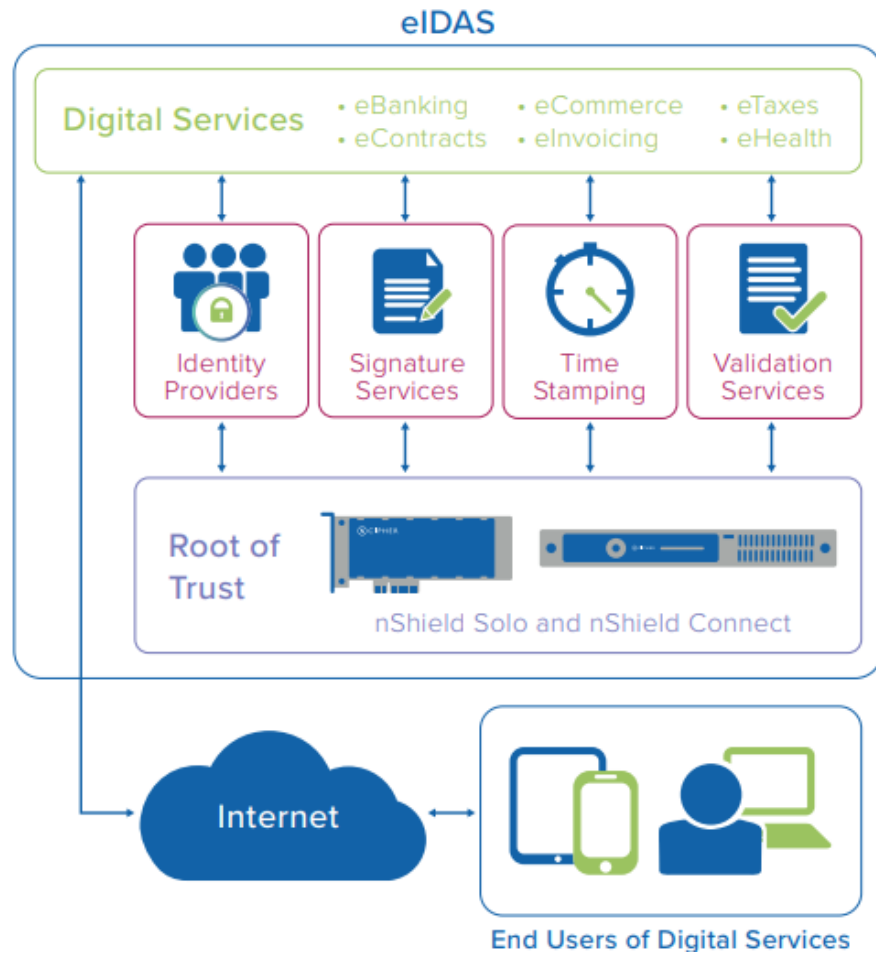 eIDAS
Digital Services
• eBanking
• eCommerce
• eTaxes
• eContracts
• eInvoicing
• eHealth
Identity
Providers
Signature
Services
Time
Stamping
Validation
Services
Root of
Trust
CIPHER
nShield Solo and nShield Connect
Internet
End Users of Digital Services